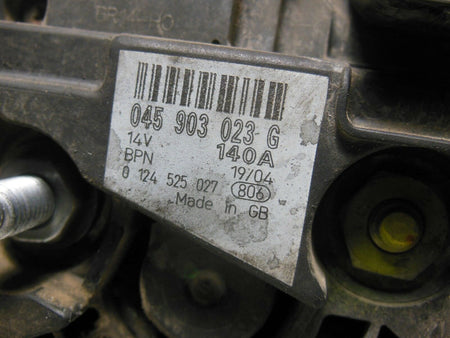 045 903 023 G
14V 140A
BPN 19/04
0 124 525 027 806
Made in GB